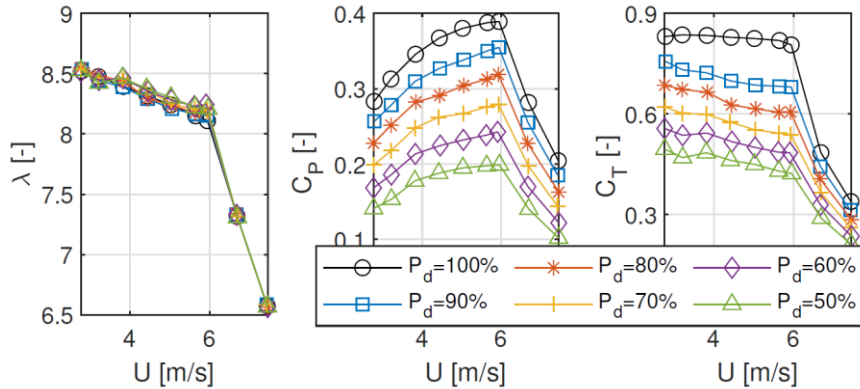 9
8.5
8
7.5
7
6.5
λ [-]
4
6
U [m/s]
0.4
0.3
0.2
0.1
C_P [-]
4
6
U [m/s]
0.9
0.6
0.3
C_T [-]
4
6
U [m/s]
P_d=100%
P_d=80%
P_d=60%
P_d=90%
P_d=70%
P_d=50%